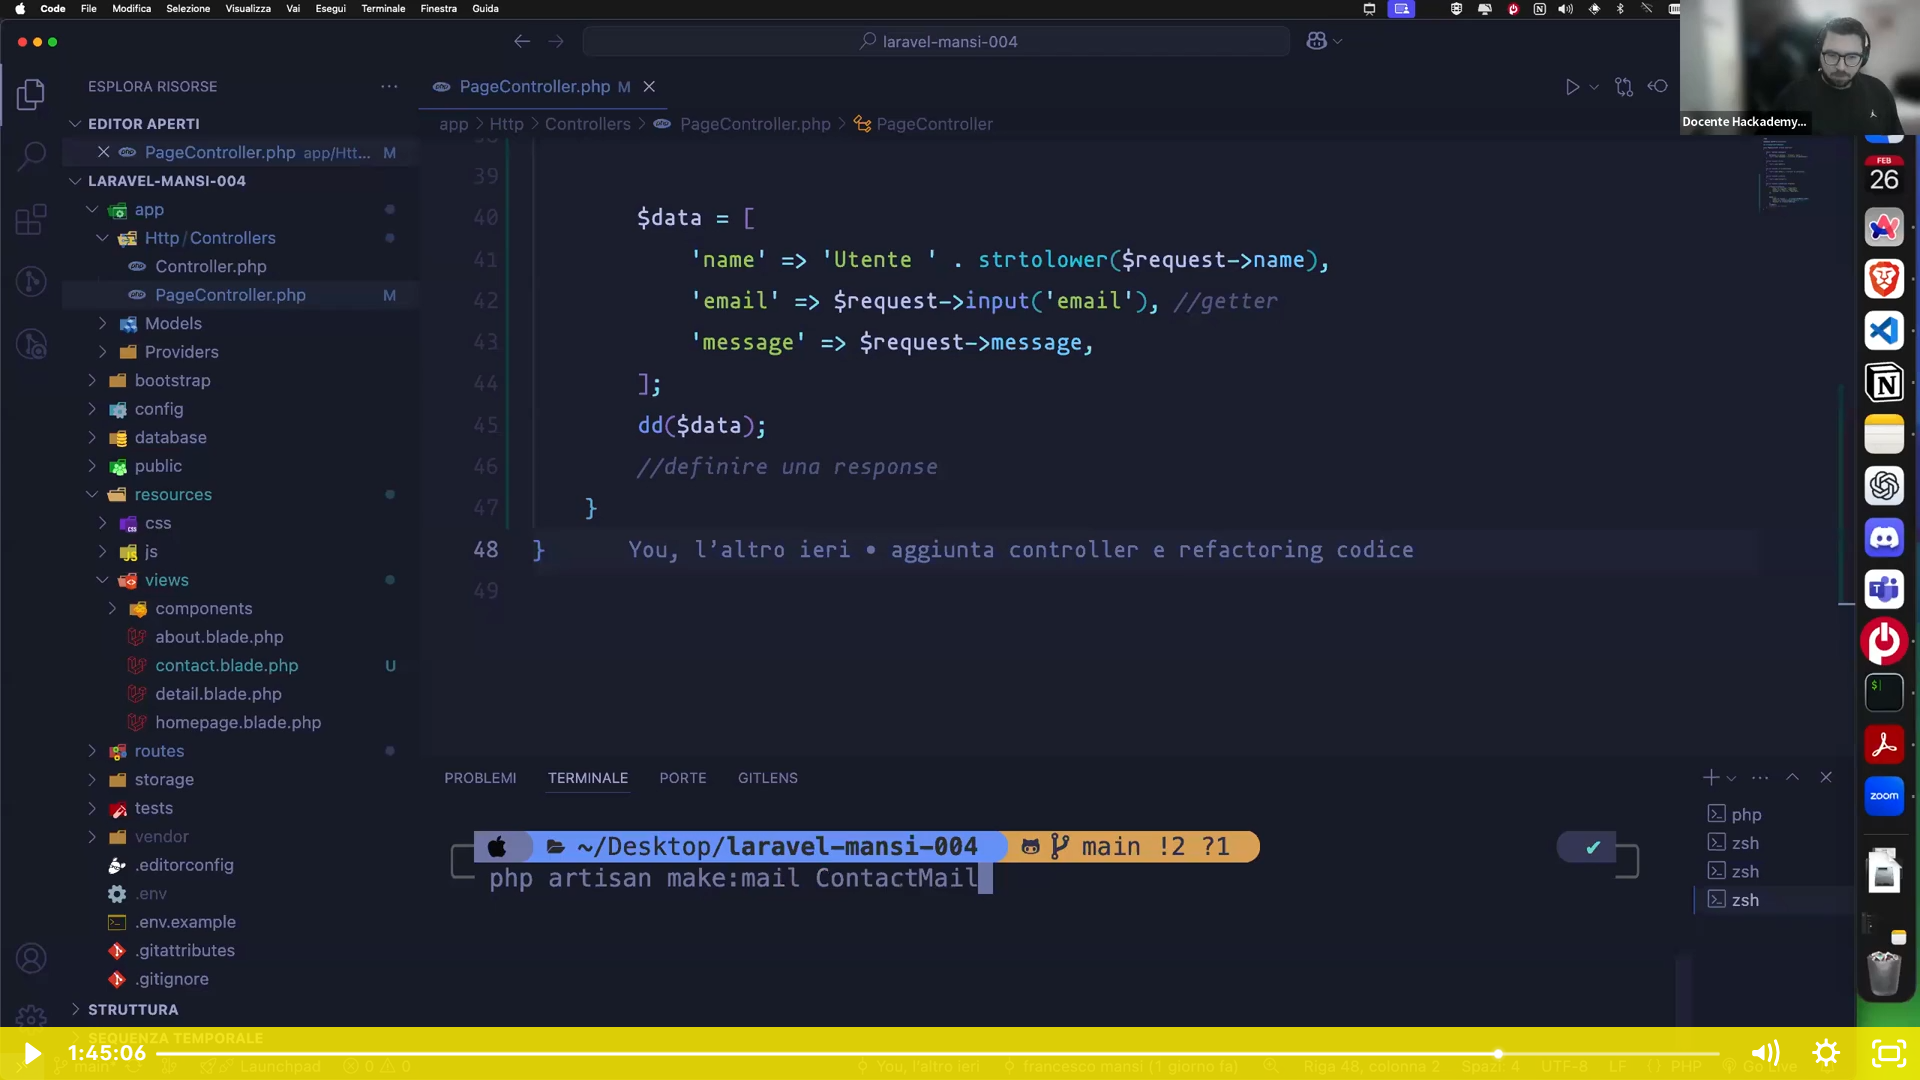 Code File Modifica Selezione Visualizza Vai Esegui Terminale Finestra Guida
laravel-mansi-004
Docente Hackademy...
ESPLORA RISORSE
PageController.php M
EDITOR APERTI
app > Http > Controllers > PageController.php > PageController
PageController.php app/Htt... M
LARAVEL-MANSI-004
app
Http / Controllers
Controller.php
PageController.php M
Models
Providers
bootstrap
config
database
public
resources
css
js
views
components
about.blade.php
contact.blade.php U
detail.blade.php
homepage.blade.php
routes
storage
tests
vendor
.editorconfig
.env
.env.example
.gitattributes
.gitignore
STRUTTURA
SEQUENZA TEMPORALE
38
39
40 $data = [
41 'name' => 'Utente ' . strtolower($request->name),
42 'email' => $request->input('email'), //getter
43 'message' => $request->message,
44 ];
45 dd($data);
46 //definire una response
47 }
48 } You, l'altro ieri • aggiunta controller e refactoring codice
49
PROBLEMI TERMINALE PORTE GITLENS
~/Desktop/laravel-mansi-004 main !2 ?1
php artisan make:mail ContactMail
php
zsh
zsh
zsh
FEB
26
zoom
1:45:06
main* Launchpad 0 0 You, l'altro ieri francesco mansi (1 giorno fa) Riga 48, colonna 2 Spazi: 4 UTF-8 LF { } PHP Go Live